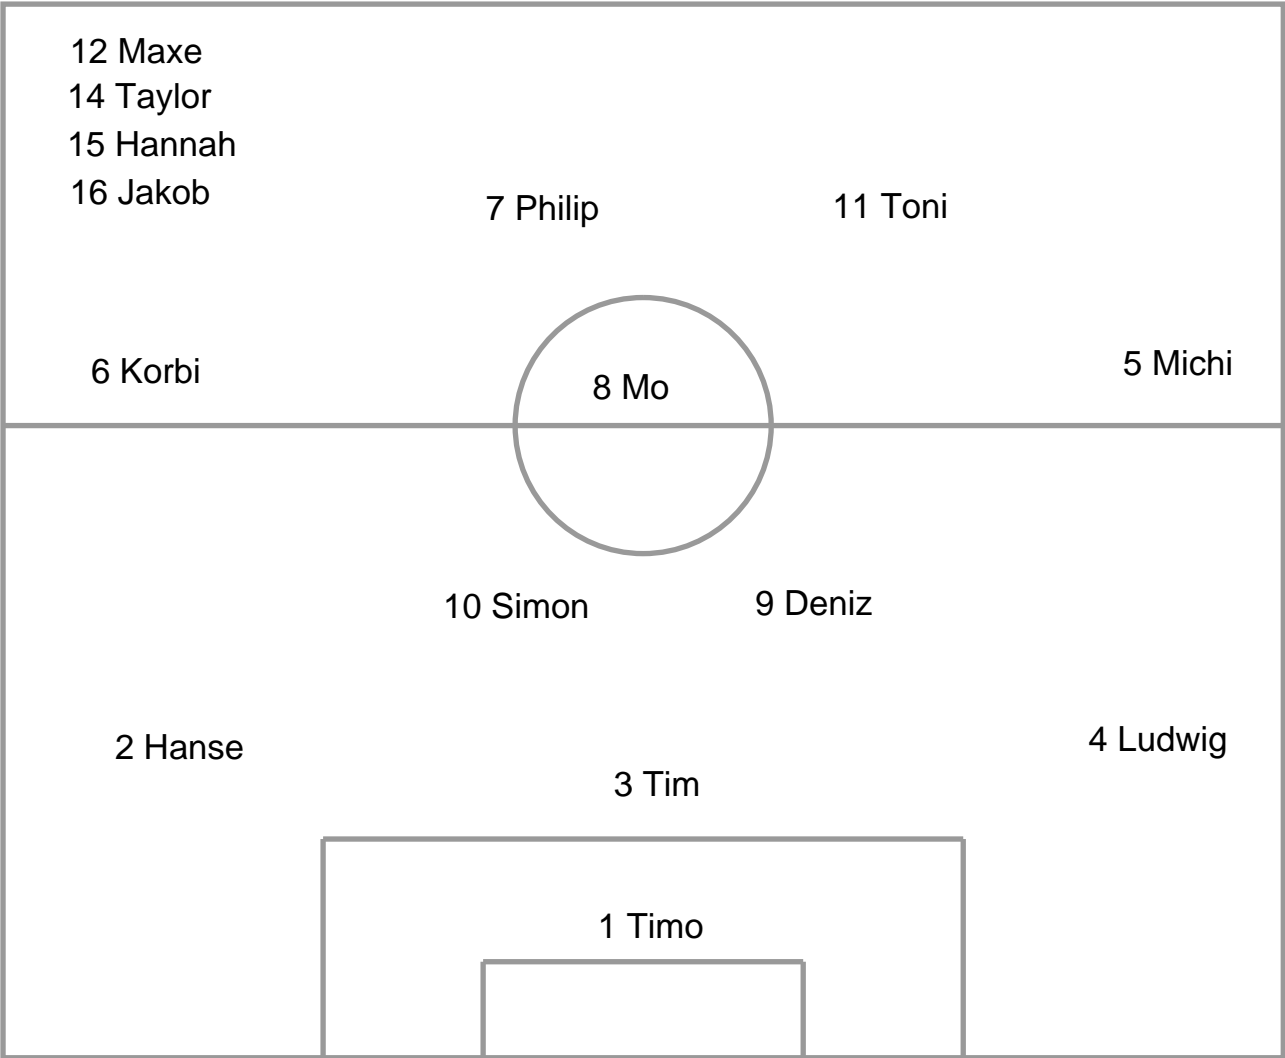 12 Maxe
14 Taylor
15 Hannah
16 Jakob
7 Philip
11 Toni
6 Korbi
8 Mo
5 Michi
10 Simon
9 Deniz
2 Hanse
4 Ludwig
3 Tim
1 Timo